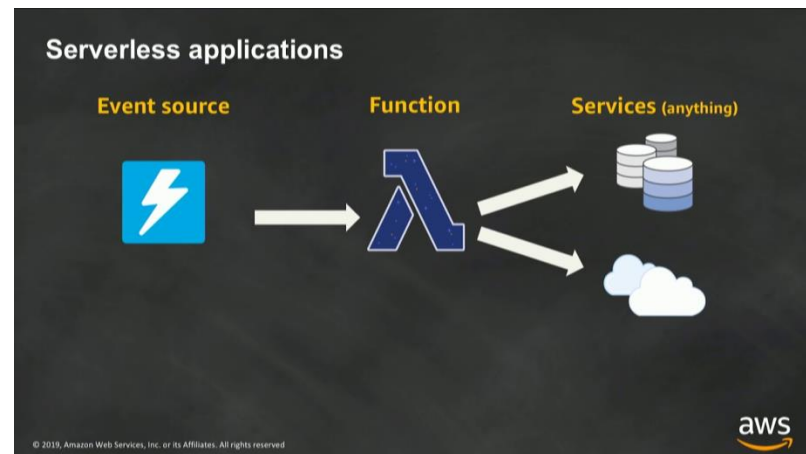 Serverless applications
Event source
Function
Services (anything)
aws
© 2019, Amazon Web Services, Inc. or its Affiliates. All rights reserved